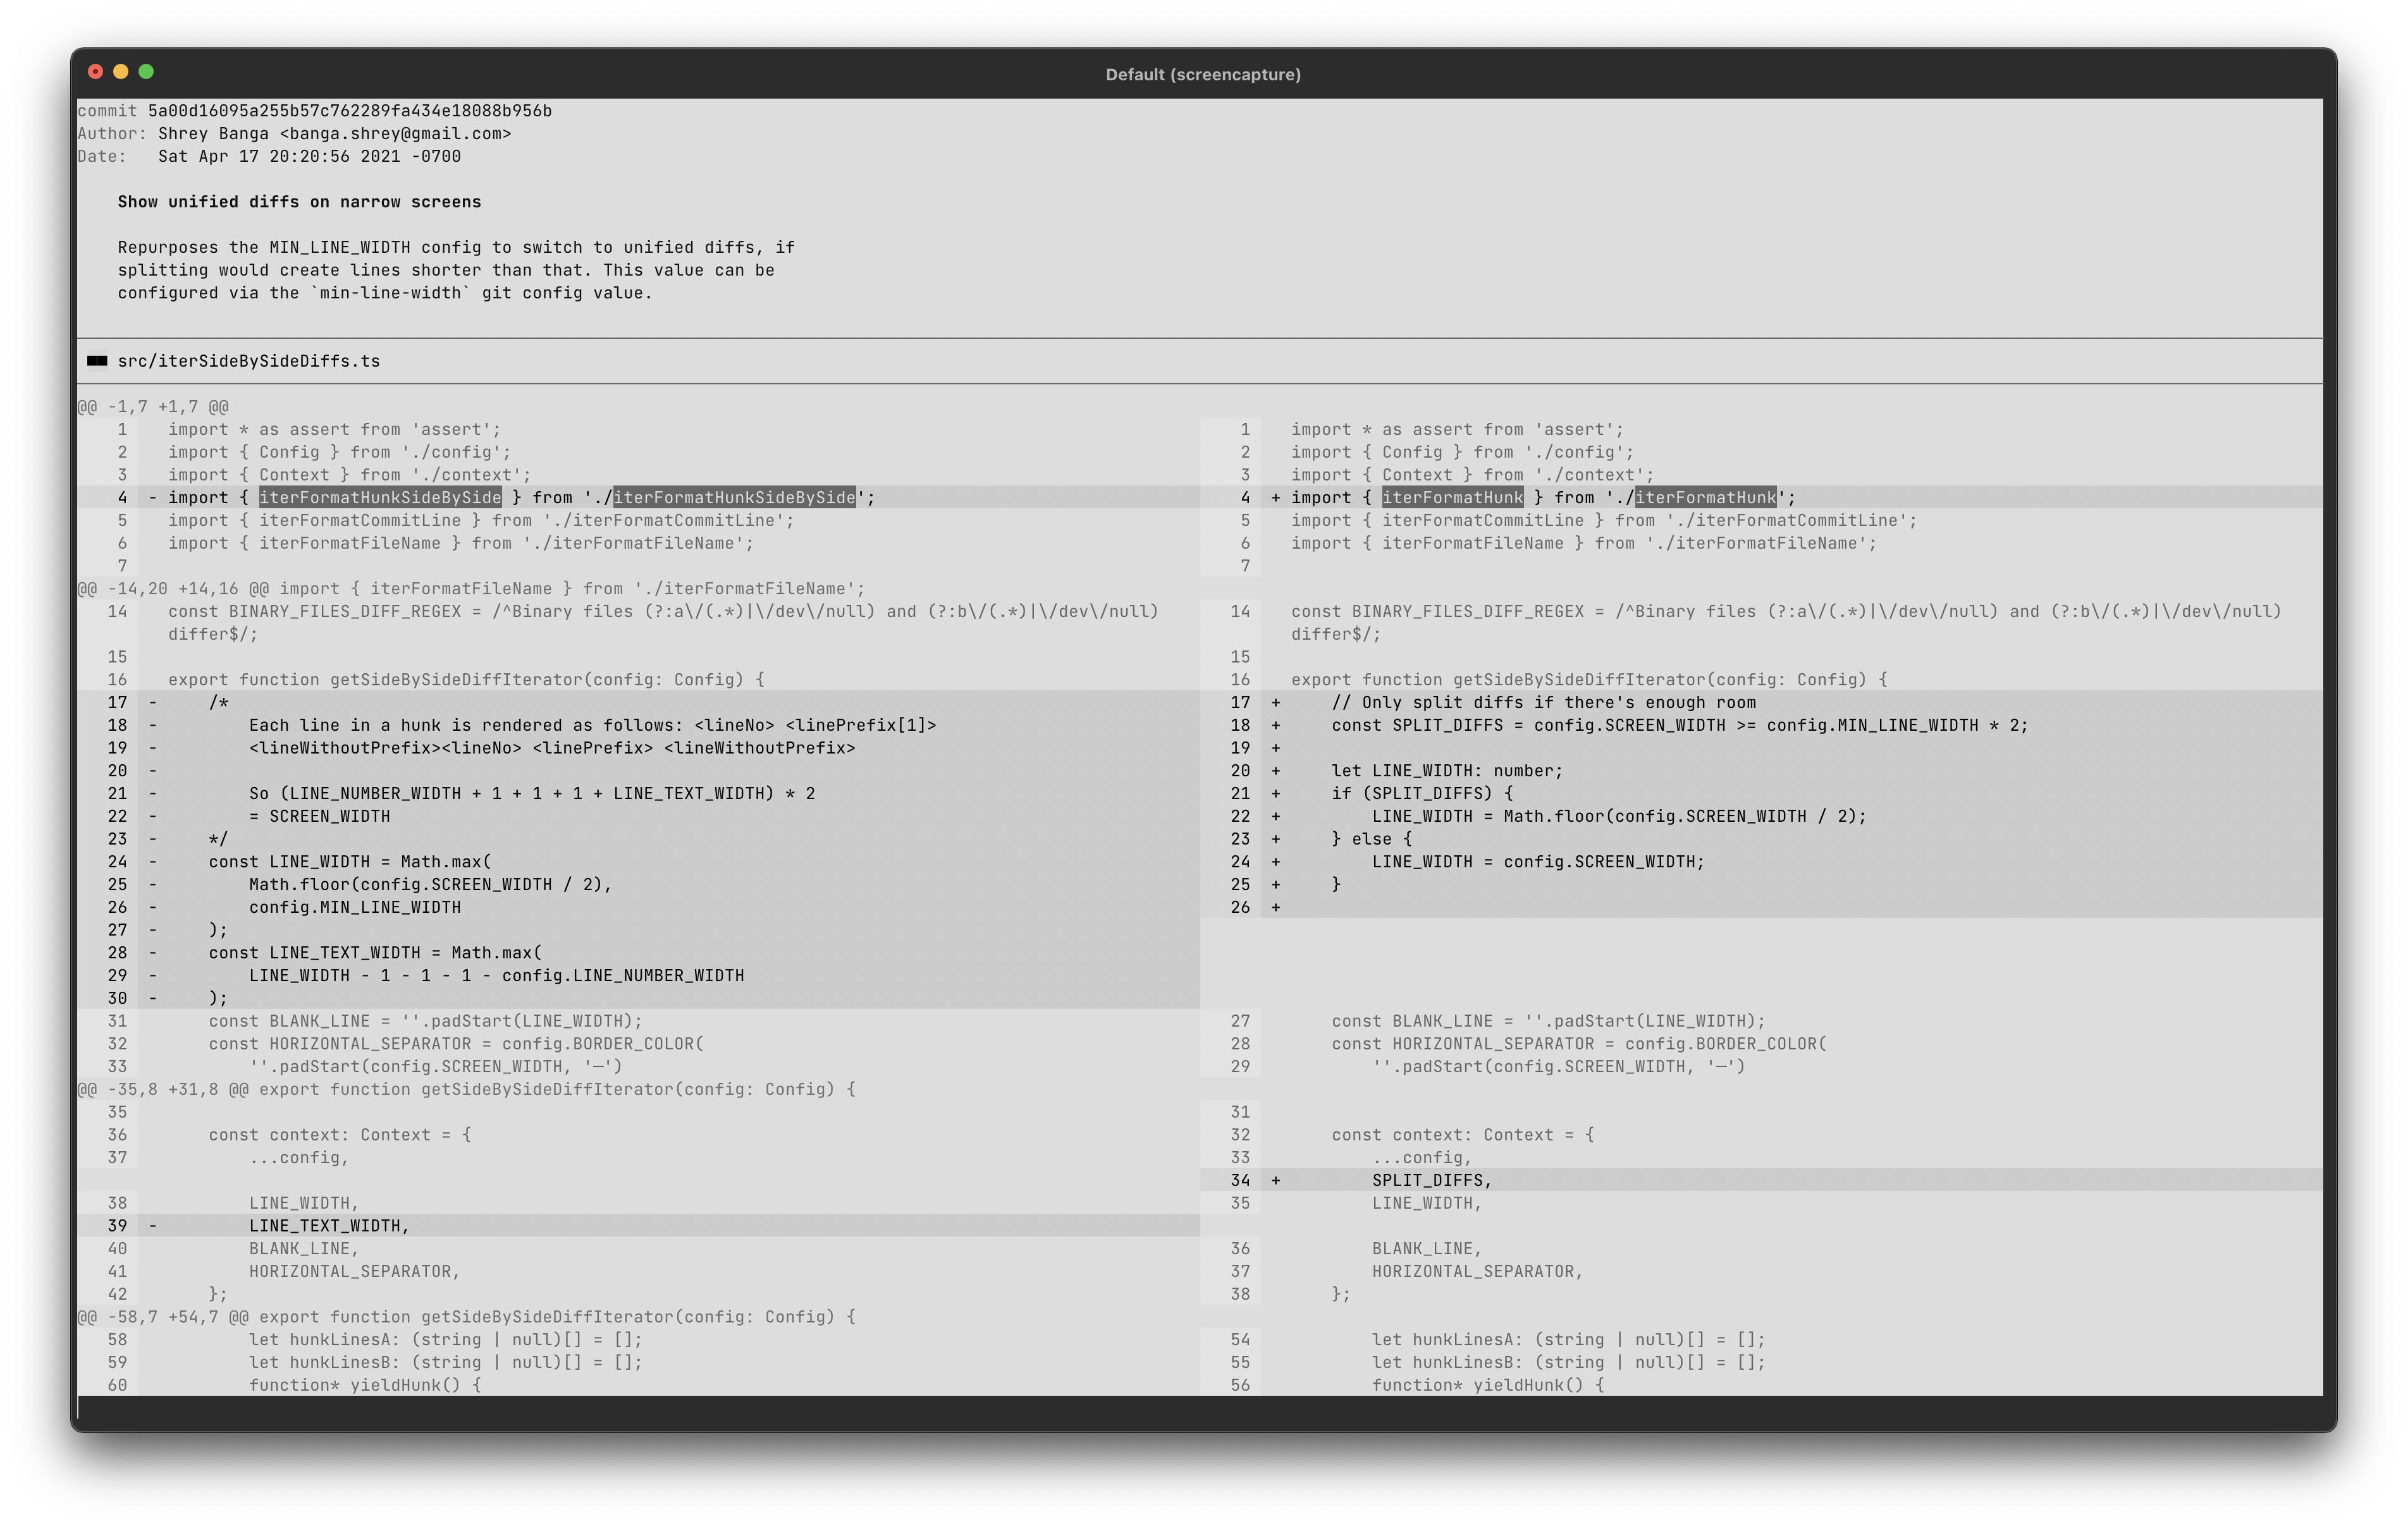 Default (screencapture)
commit 5a00d16095a255b57c762289fa434e18088b956b
Author: Shrey Banga <banga.shrey@gmail.com>
Date:   Sat Apr 17 20:20:56 2021 -0700
    Show unified diffs on narrow screens
    Repurposes the MIN_LINE_WIDTH config to switch to unified diffs, if
    splitting would create lines shorter than that. This value can be
    configured via the `min-line-width` git config value.
■■ src/iterSideBySideDiffs.ts
@@ -1,7 +1,7 @@
1    import * as assert from 'assert';    1    import * as assert from 'assert';
2    import { Config } from './config';    2    import { Config } from './config';
3    import { Context } from './context';    3    import { Context } from './context';
4  - import { iterFormatHunkSideBySide } from './iterFormatHunkSideBySide';    4  + import { iterFormatHunk } from './iterFormatHunk';
5    import { iterFormatCommitLine } from './iterFormatCommitLine';    5    import { iterFormatCommitLine } from './iterFormatCommitLine';
6    import { iterFormatFileName } from './iterFormatFileName';    6    import { iterFormatFileName } from './iterFormatFileName';
7    7
@@ -14,20 +14,16 @@ import { iterFormatFileName } from './iterFormatFileName';
14    const BINARY_FILES_DIFF_REGEX = /^Binary files (?:a\/(.*)|\/dev\/null) and (?:b\/(.*)|\/dev\/null)    14    const BINARY_FILES_DIFF_REGEX = /^Binary files (?:a\/(.*)|\/dev\/null) and (?:b\/(.*)|\/dev\/null)
      differ$/;    differ$/;
15    15
16    export function getSideBySideDiffIterator(config: Config) {    16    export function getSideBySideDiffIterator(config: Config) {
17  -     /*    17  +     // Only split diffs if there's enough room
18  -         Each line in a hunk is rendered as follows: <lineNo> <linePrefix[1]>    18  +     const SPLIT_DIFFS = config.SCREEN_WIDTH >= config.MIN_LINE_WIDTH * 2;
19  -         <lineWithoutPrefix><lineNo> <linePrefix> <lineWithoutPrefix>    19  +
20  -    20  +     let LINE_WIDTH: number;
21  -         So (LINE_NUMBER_WIDTH + 1 + 1 + 1 + LINE_TEXT_WIDTH) * 2    21  +     if (SPLIT_DIFFS) {
22  -         = SCREEN_WIDTH    22  +         LINE_WIDTH = Math.floor(config.SCREEN_WIDTH / 2);
23  -     */    23  +     } else {
24  -     const LINE_WIDTH = Math.max(    24  +         LINE_WIDTH = config.SCREEN_WIDTH;
25  -         Math.floor(config.SCREEN_WIDTH / 2),    25  +     }
26  -         config.MIN_LINE_WIDTH    26  +
27  -     );
28  -     const LINE_TEXT_WIDTH = Math.max(
29  -         LINE_WIDTH - 1 - 1 - 1 - config.LINE_NUMBER_WIDTH
30  -     );
31        const BLANK_LINE = ''.padStart(LINE_WIDTH);    27        const BLANK_LINE = ''.padStart(LINE_WIDTH);
32        const HORIZONTAL_SEPARATOR = config.BORDER_COLOR(    28        const HORIZONTAL_SEPARATOR = config.BORDER_COLOR(
33            ''.padStart(config.SCREEN_WIDTH, '─')    29            ''.padStart(config.SCREEN_WIDTH, '─')
@@ -35,8 +31,8 @@ export function getSideBySideDiffIterator(config: Config) {
35    31
36        const context: Context = {    32        const context: Context = {
37            ...config,    33            ...config,
34  +         SPLIT_DIFFS,
38            LINE_WIDTH,    35            LINE_WIDTH,
39  -         LINE_TEXT_WIDTH,
40            BLANK_LINE,    36            BLANK_LINE,
41            HORIZONTAL_SEPARATOR,    37            HORIZONTAL_SEPARATOR,
42        };    38        };
@@ -58,7 +54,7 @@ export function getSideBySideDiffIterator(config: Config) {
58            let hunkLinesA: (string | null)[] = [];    54            let hunkLinesA: (string | null)[] = [];
59            let hunkLinesB: (string | null)[] = [];    55            let hunkLinesB: (string | null)[] = [];
60            function* yieldHunk() {    56            function* yieldHunk() {